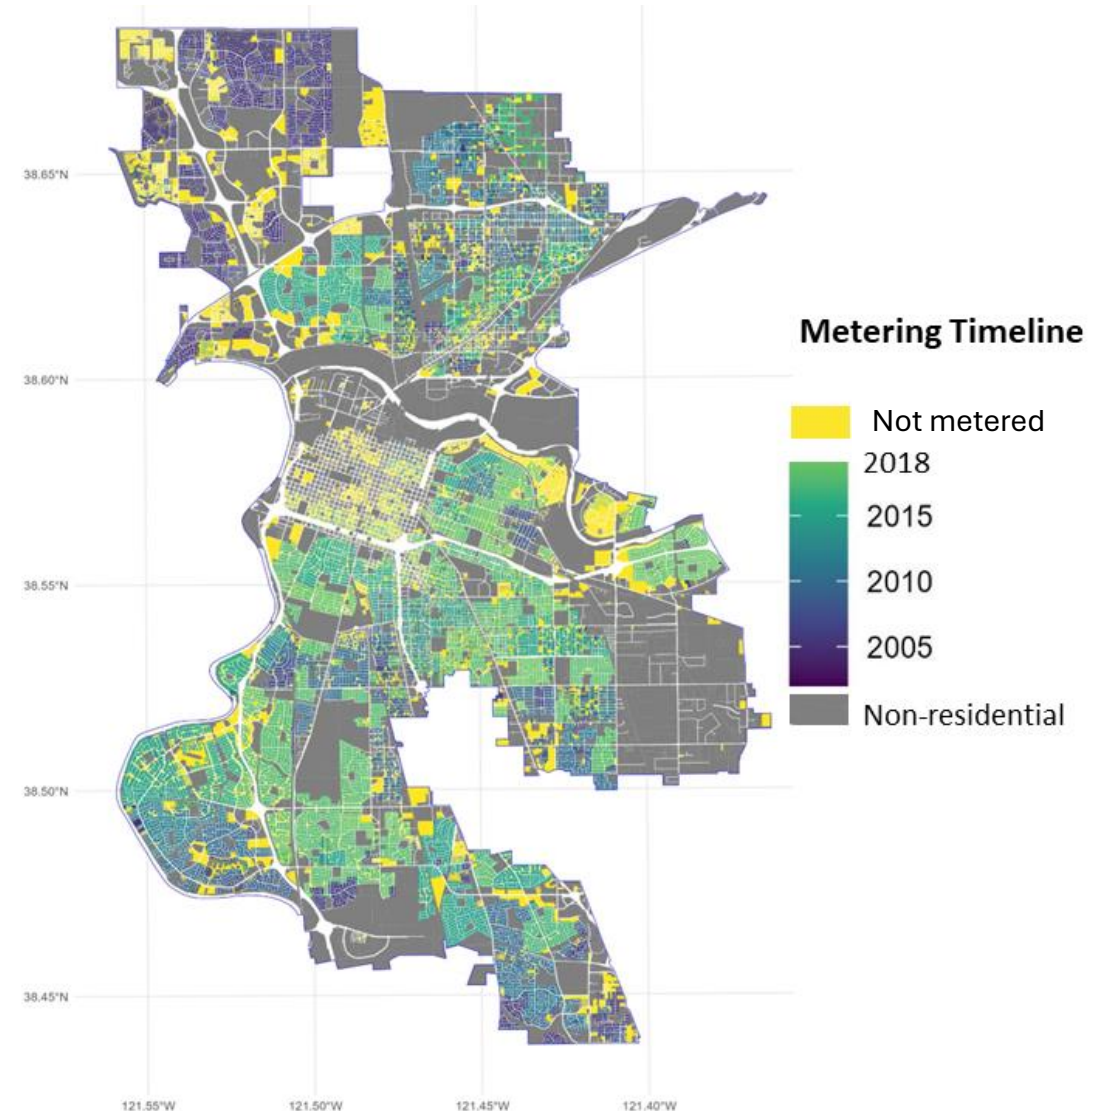 Metering Timeline
Not metered
2018
2015
2010
2005
Non-residential
38.65°N
38.60°N
38.55°N
38.50°N
38.45°N
121.55°W
121.50°W
121.45°W
121.40°W